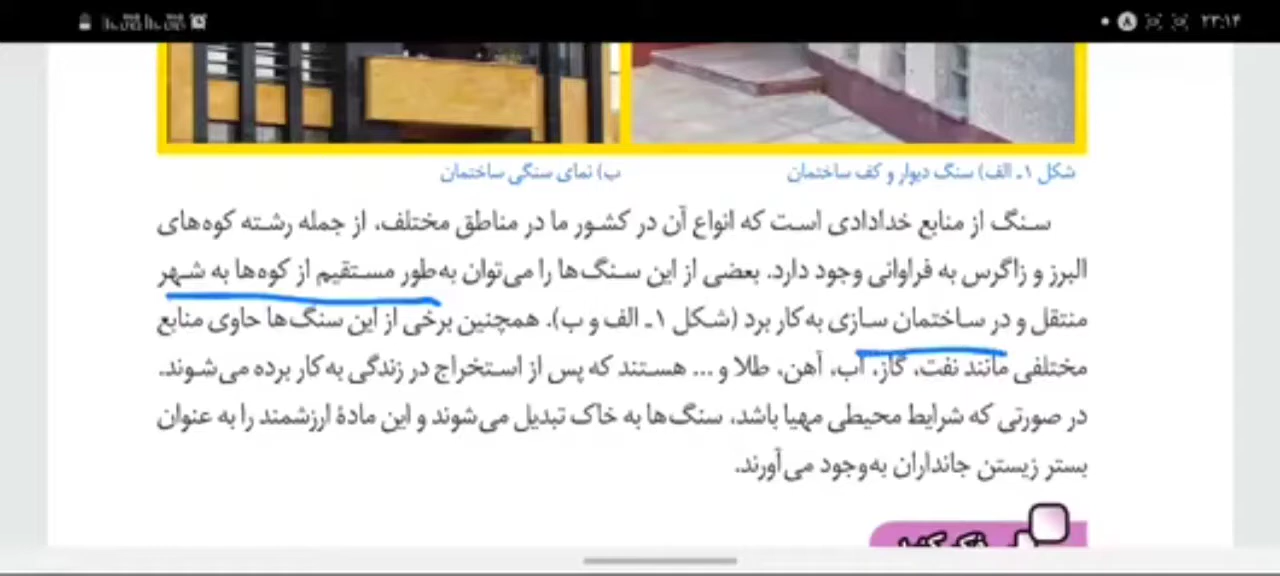 ۲۳:۱۴
شکل ۱ـ الف) سنگ دیوار و کف ساختمان
ب) نمای سنگی ساختمان
سنگ از منابع خدادادی است که انواع آن در کشور ما در مناطق مختلف، از جمله رشته کوه‌های
البرز و زاگرس به فراوانی وجود دارد. بعضی از این سنگ‌ها را می‌توان به‌طور مستقیم از کوه‌ها به شهر
منتقل و در ساختمان سازی به‌کار برد (شکل ۱ـ الف و ب). همچنین برخی از این سنگ‌ها حاوی منابع
مختلفی مانند نفت، گاز، آب، آهن، طلا و ... هستند که پس از استخراج در زندگی به‌کار برده می‌شوند.
در صورتی که شرایط محیطی مهیا باشد، سنگ‌ها به خاک تبدیل می‌شوند و این مادهٔ ارزشمند را به عنوان
بستر زیستن جانداران به‌وجود می‌آورند.